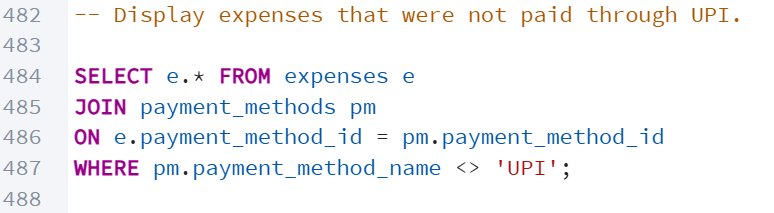 482 -- Display expenses that were not paid through UPI.
483
484 SELECT e.* FROM expenses e
485 JOIN payment_methods pm
486 ON e.payment_method_id = pm.payment_method_id
487 WHERE pm.payment_method_name <> 'UPI';
488